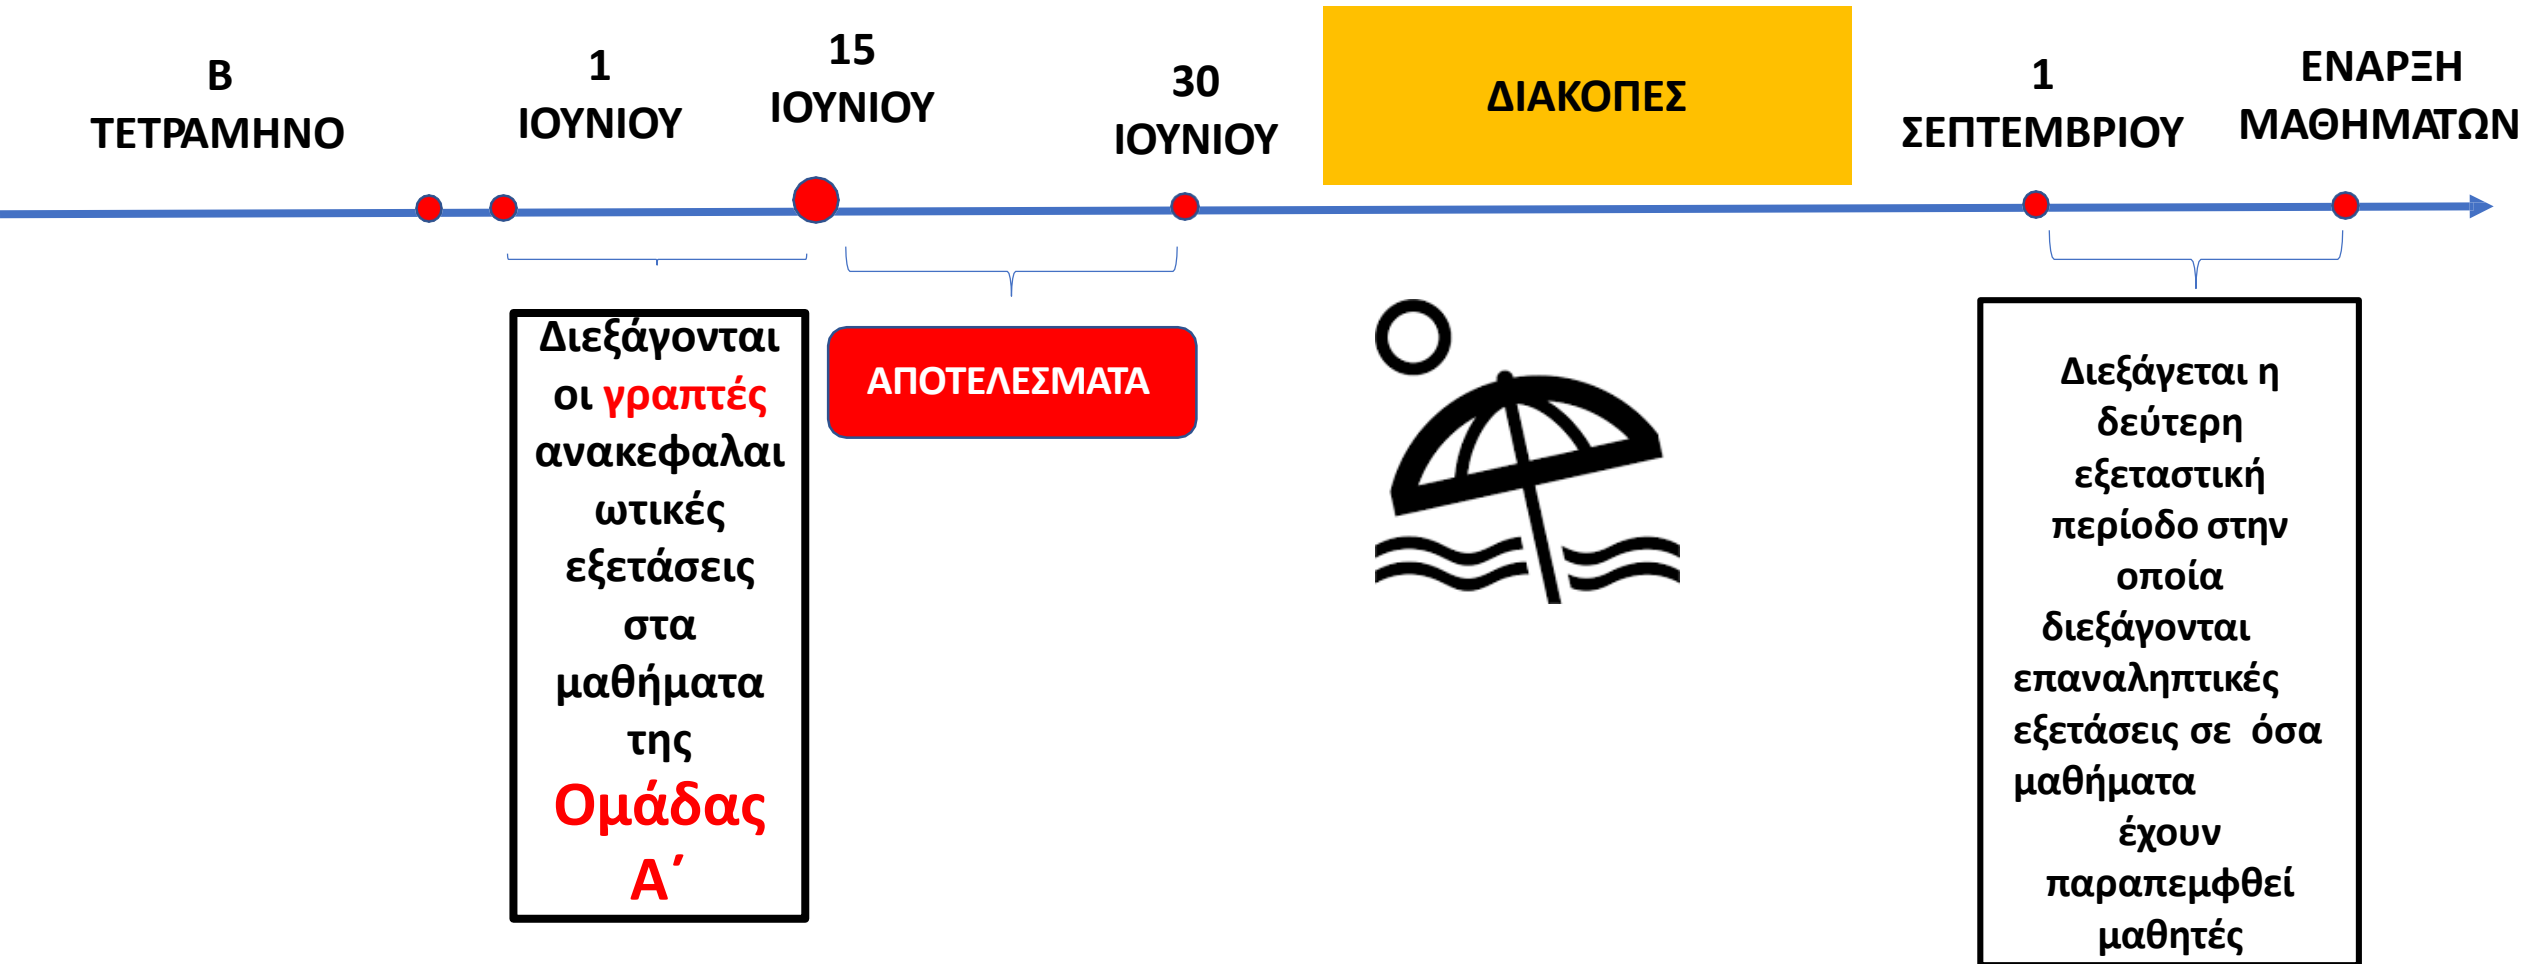 Β
ΤΕΤΡΑΜΗΝΟ
1
ΙΟΥΝΙΟΥ
15
ΙΟΥΝΙΟΥ
30
ΙΟΥΝΙΟΥ
ΔΙΑΚΟΠΕΣ
1
ΣΕΠΤΕΜΒΡΙΟΥ
ΕΝΑΡΞΗ
ΜΑΘΗΜΑΤΩΝ
Διεξάγονται
οι γραπτές
ανακεφαλαι
ωτικές
εξετάσεις
στα
μαθήματα
της
Ομάδας
Α΄
ΑΠΟΤΕΛΕΣΜΑΤΑ
Διεξάγεται η
δεύτερη
εξεταστική
περίοδο στην
οποία
διεξάγονται
επαναληπτικές
εξετάσεις σε όσα
μαθήματα
έχουν
παραπεμφθεί
μαθητές